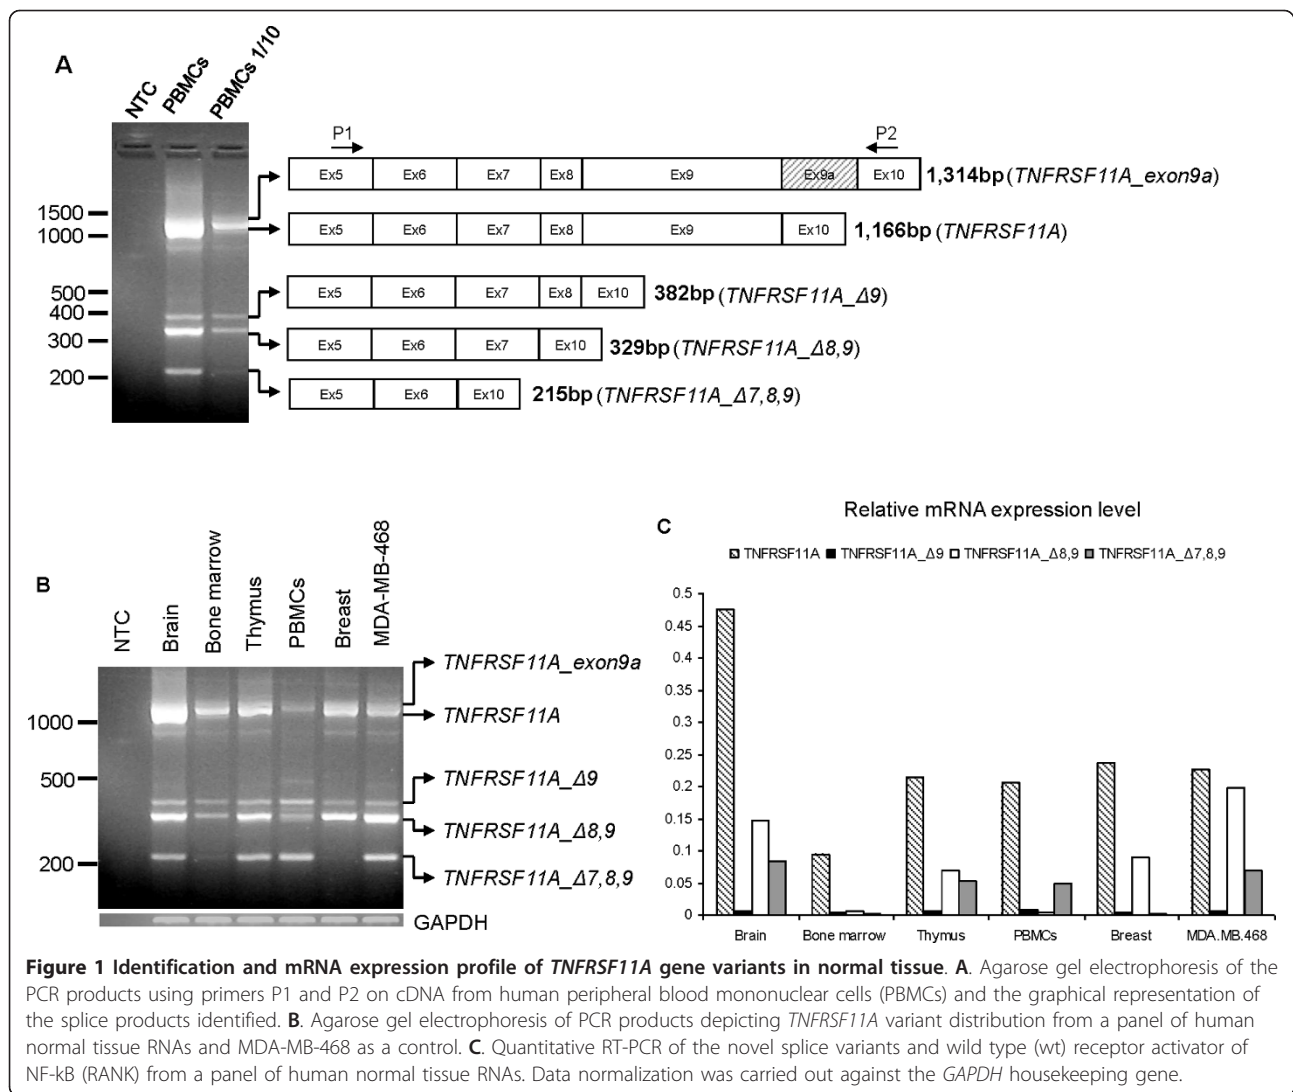 A
NTC
PBMCs
PBMCs 1/10
P1
P2
Ex5 Ex6 Ex7 Ex8 Ex9 Ex9a Ex10
1,314bp (TNFRSF11A_exon9a)
1500
1000
Ex5 Ex6 Ex7 Ex8 Ex9 Ex10
1,166bp (TNFRSF11A)
500
400
300
200
Ex5 Ex6 Ex7 Ex8 Ex10
382bp (TNFRSF11A_Δ9)
Ex5 Ex6 Ex7 Ex10
329bp (TNFRSF11A_Δ8,9)
Ex5 Ex6 Ex10
215bp (TNFRSF11A_Δ7,8,9)
B
NTC
Brain
Bone marrow
Thymus
PBMCs
Breast
MDA-MB-468
1000
500
200
TNFRSF11A_exon9a
TNFRSF11A
TNFRSF11A_Δ9
TNFRSF11A_Δ8,9
TNFRSF11A_Δ7,8,9
GAPDH
C
Relative mRNA expression level
TNFRSF11A TNFRSF11A_Δ9 TNFRSF11A_Δ8,9 TNFRSF11A_Δ7,8,9
0.5
0.45
0.4
0.35
0.3
0.25
0.2
0.15
0.1
0.05
0
Brain Bone marrow Thymus PBMCs Breast MDA.MB.468
Figure 1 Identification and mRNA expression profile of TNFRSF11A gene variants in normal tissue. A. Agarose gel electrophoresis of the
PCR products using primers P1 and P2 on cDNA from human peripheral blood mononuclear cells (PBMCs) and the graphical representation of
the splice products identified. B. Agarose gel electrophoresis of PCR products depicting TNFRSF11A variant distribution from a panel of human
normal tissue RNAs and MDA-MB-468 as a control. C. Quantitative RT-PCR of the novel splice variants and wild type (wt) receptor activator of
NF-kB (RANK) from a panel of human normal tissue RNAs. Data normalization was carried out against the GAPDH housekeeping gene.